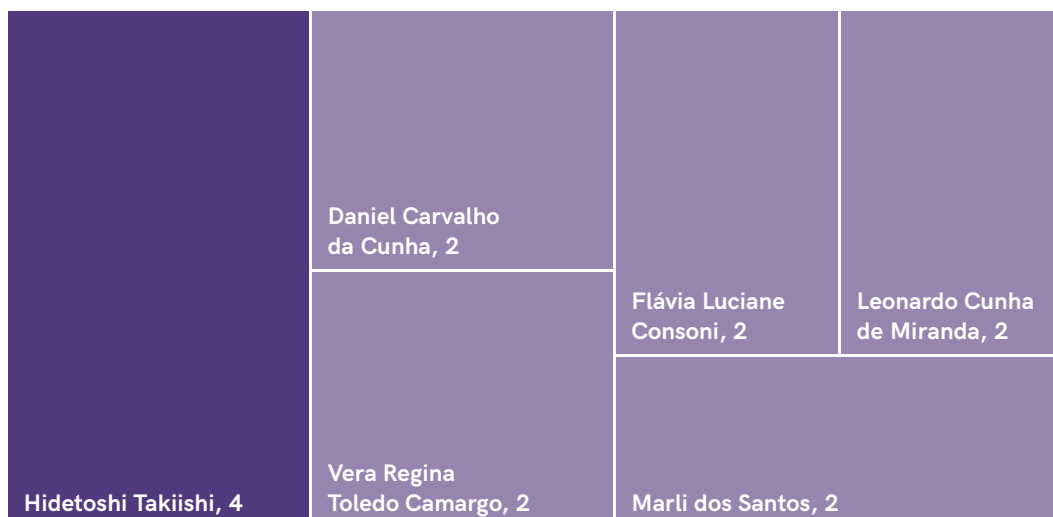 Hidetoshi Takiishi, 4
Daniel Carvalho
da Cunha, 2
Vera Regina
Toledo Camargo, 2
Flávia Luciane
Consoni, 2
Leonardo Cunha
de Miranda, 2
Marli dos Santos, 2